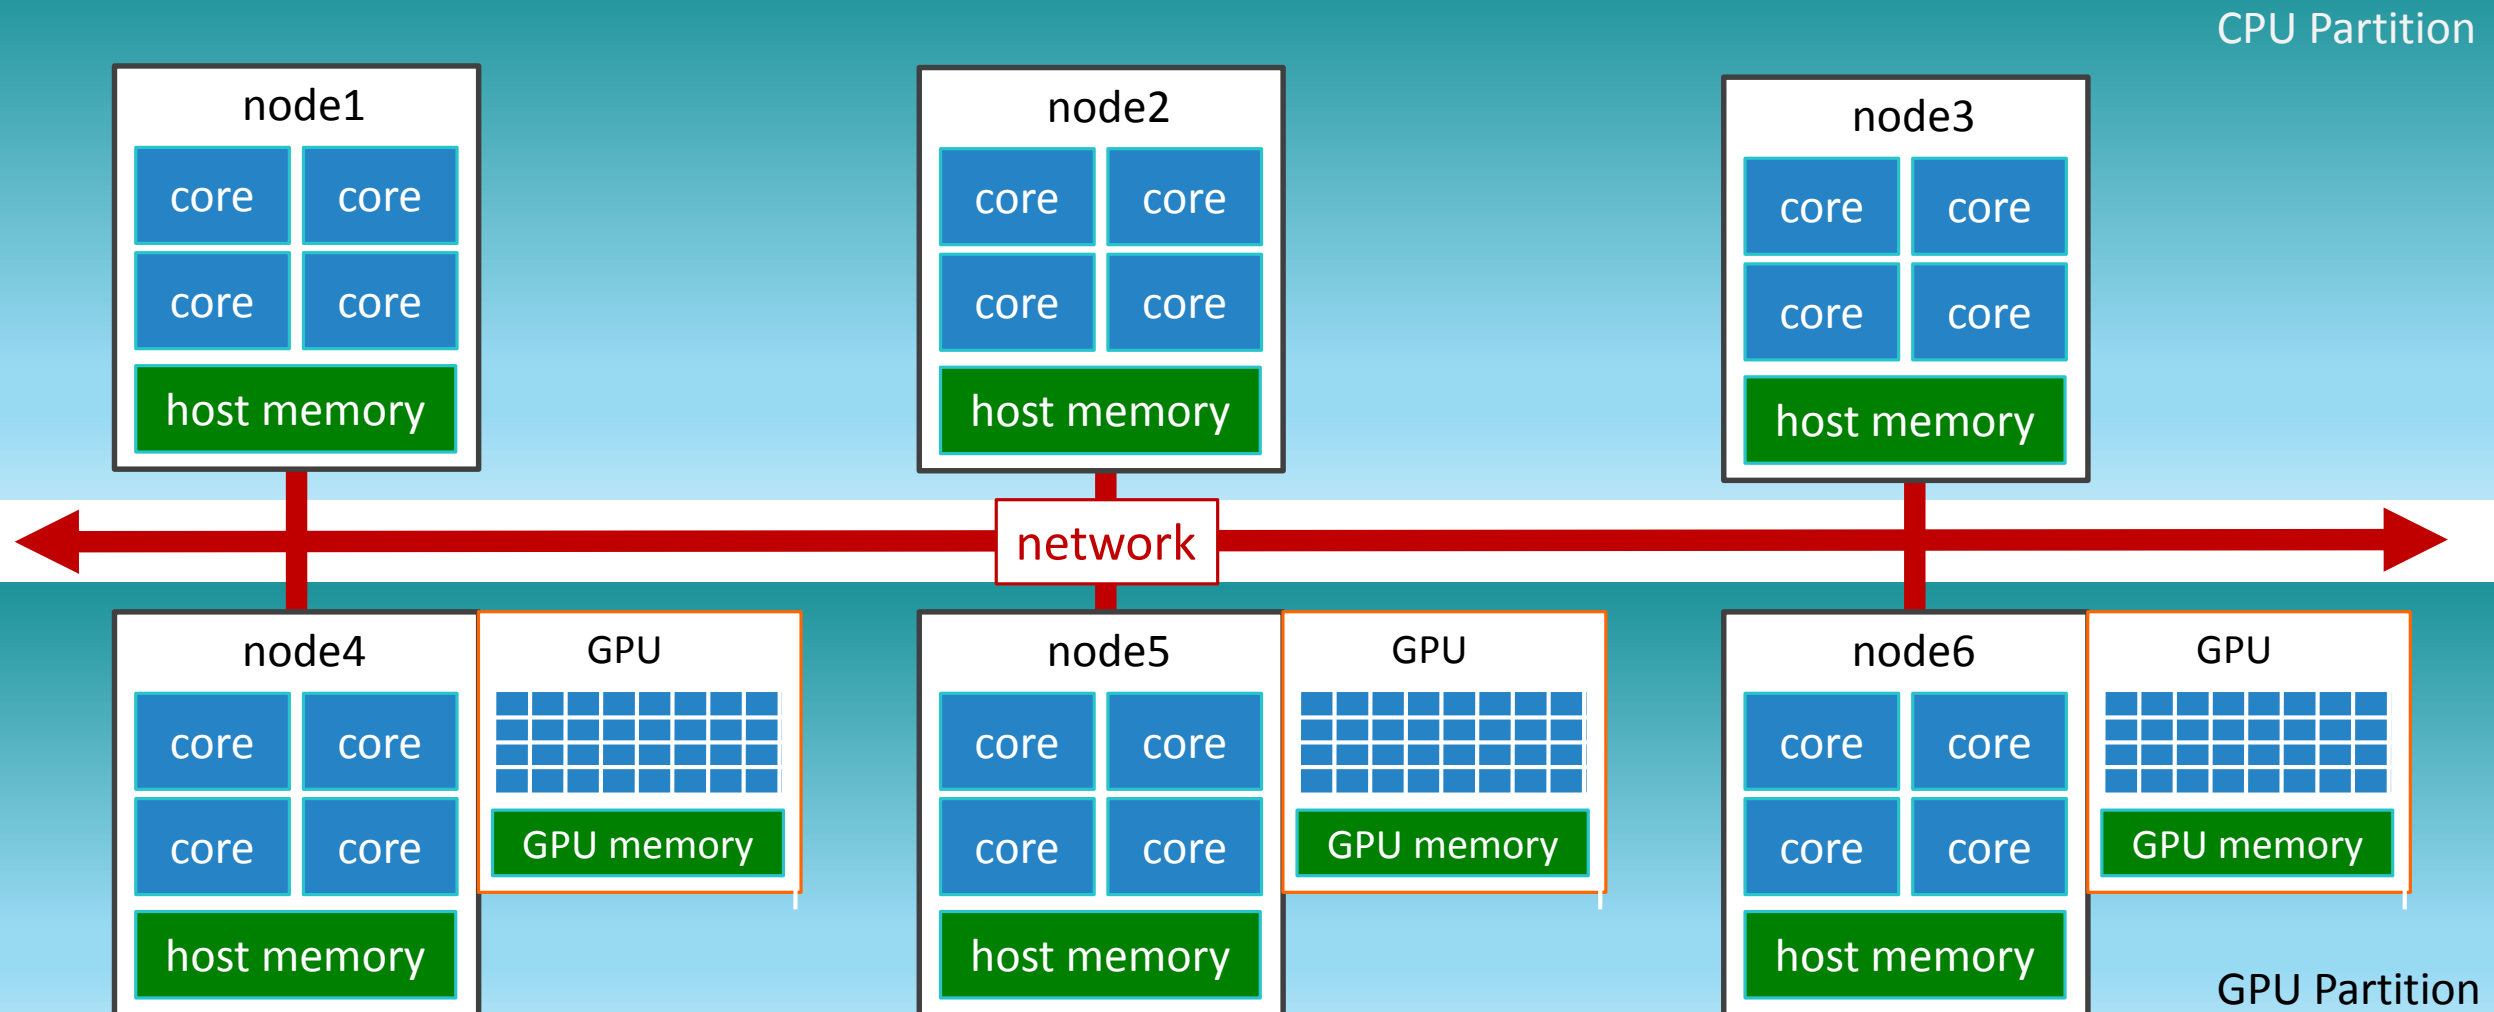 CPU Partition
node1
core core
core core
host memory
node2
core core
core core
host memory
node3
core core
core core
host memory
network
node4
core core
core core
host memory
GPU
GPU memory
node5
core core
core core
host memory
GPU
GPU memory
node6
core core
core core
host memory
GPU
GPU memory
GPU Partition